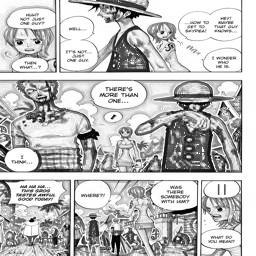 HEY!
MAYBE
THAT GUY
KNOWS...
...HOW
TO GET
TO
SKYPEA!
I WONDER
WHO
HE IS.
WELL...
IT'S NOT...
JUST ONE
GUY.
HUH?
NOT JUST
ONE GUY?
THEN
WHAT...?
THERE'S
MORE THAN
ONE...
I
THINK...
!!
WHAT DO
YOU MEAN?
WAS
THERE
SOMEBODY
WITH HIM?
WHERE?!
HA HA HA...
THIS GROG
TASTES AWFUL
GOOD TODAY!